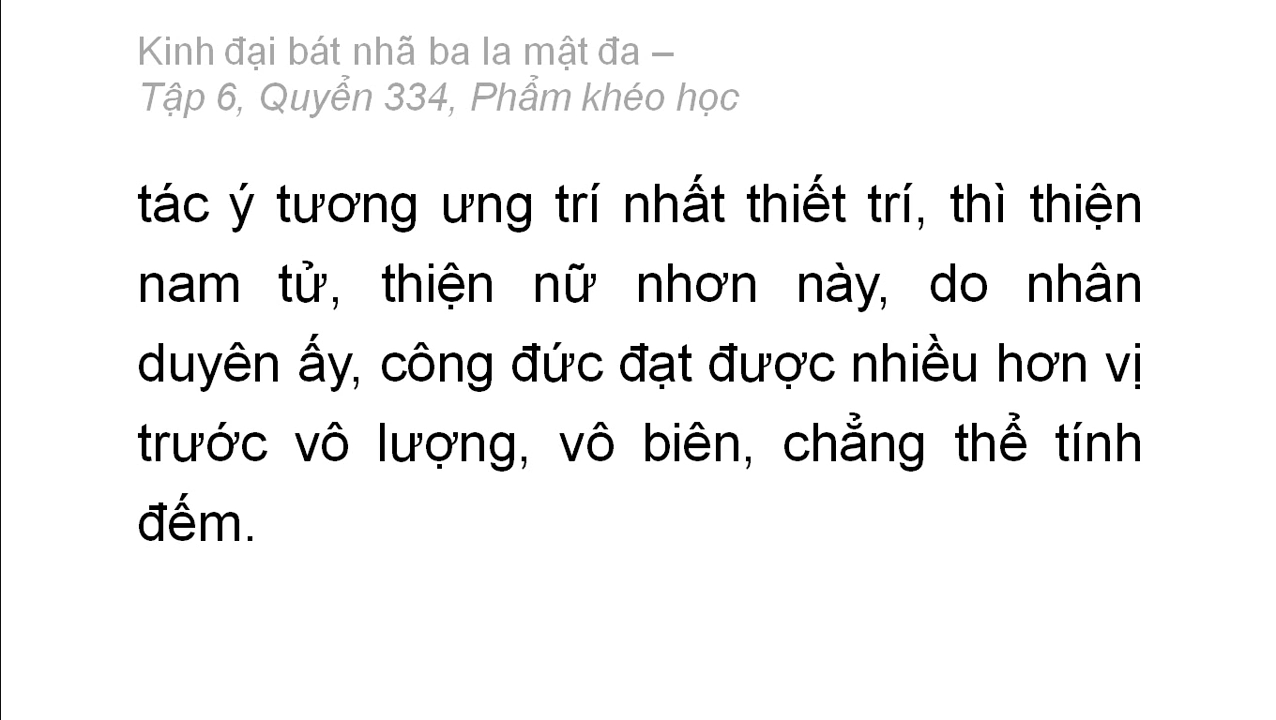 Kinh đại bát nhã ba la mật đa –
Tập 6, Quyển 334, Phẩm khéo học
tác ý tương ưng trí nhất thiết trí, thì thiện
nam tử, thiện nữ nhơn này, do nhân
duyên ấy, công đức đạt được nhiều hơn vị
trước vô lượng, vô biên, chẳng thể tính
đếm.